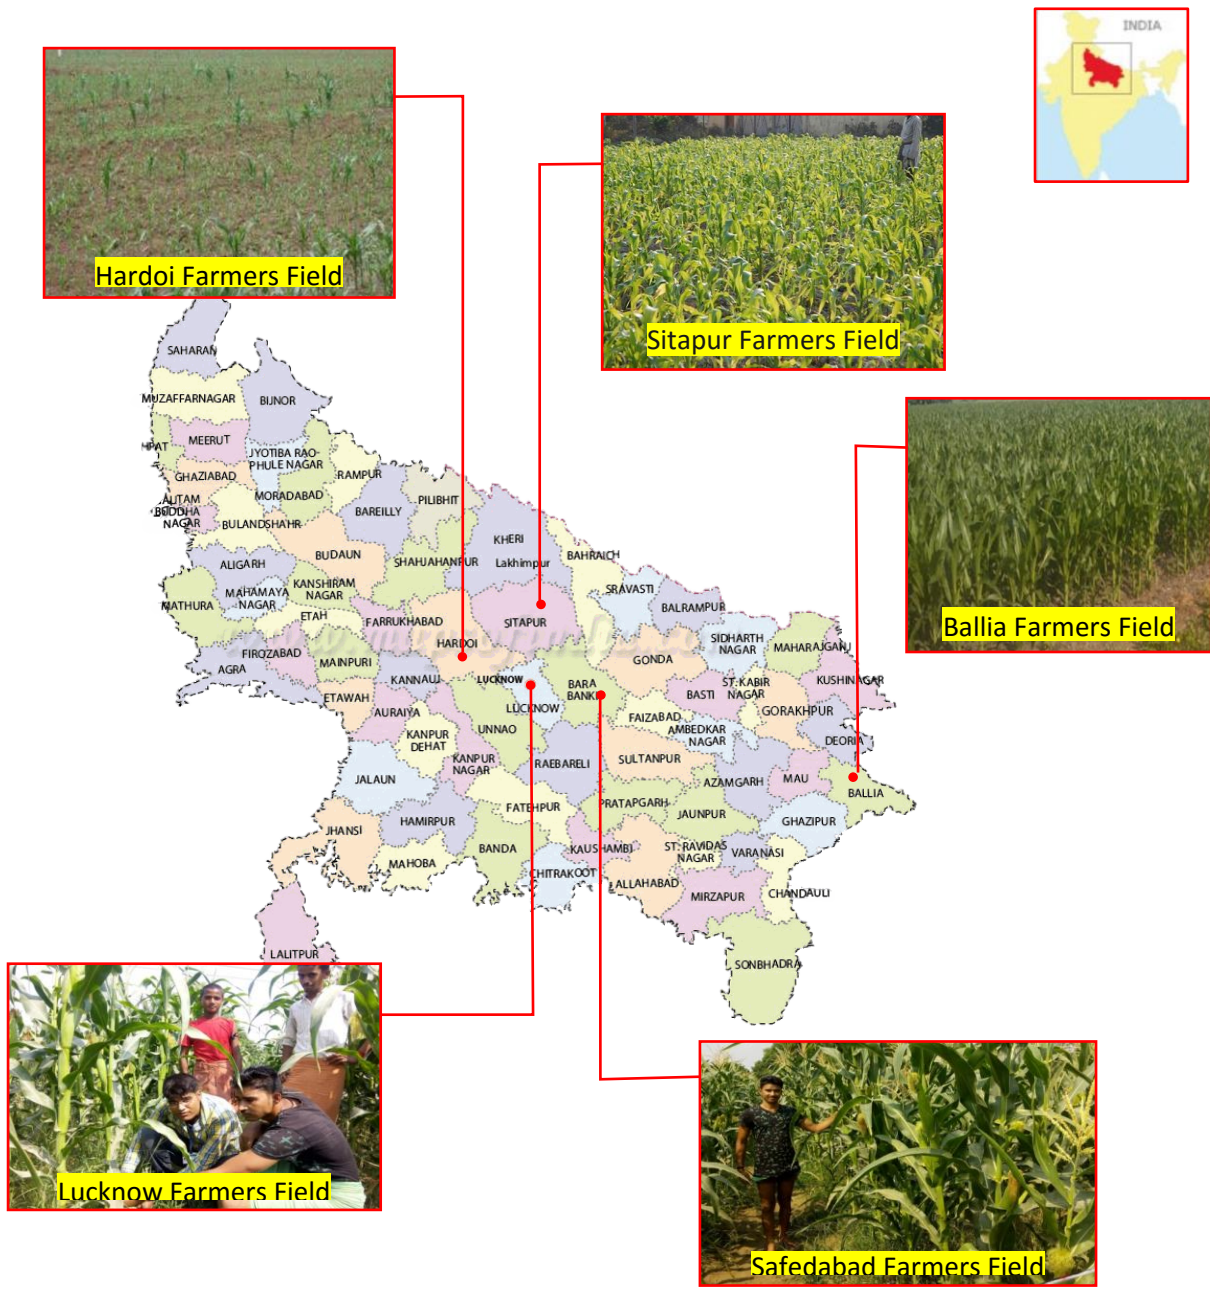 INDIA
Hardoi Farmers Field
Sitapur Farmers Field
SAHARAN
MUZAFFARNAGAR
BIJNOR
MEERUT
HPAT
JYOTIBA RAO-
PHULE NAGAR
GHAZIABAD
RAMPUR
MORADABAD
PILIBHIT
BAREILLY
BUDDHA
NAGAR
BULANDSHAHR
KHERI
Lakhimpur
BAHRAICH
BUDAUN
SHAHJAHANPUR
ALIGARH
KANSHIRAM
NAGAR
MAHAMAYA
NAGAR
MATHURA
SRAVASTI
BALRAMPUR
ETAH
FARRUKHABAD
SITAPUR
HARDOI
SIDHARTH
NAGAR
MAHARAJGANJ
Ballia Farmers Field
FIROZABAD
AGRA
MAINPURI
GONDA
KANNAUJ
LUCKNOW
BARA
BANKI
ST. KABIR
NAGAR
KUSHINAGAR
BASTI
ETAWAH
AURAIYA
LUCKNOW
FAIZABAD
GORAKHPUR
UNNAO
AMBEDKAR
NAGAR
KANPUR
DEHAT
DEORIA
KANPUR
NAGAR
RAEBARELI
SULTANPUR
JALAUN
AZAMGARH
MAU
BALLIA
FATEHPUR
PRATAPGARH
JAUNPUR
HAMIRPUR
GHAZIPUR
JHANSI
BANDA
KAUSHAMBI
ST. RAVIDAS
NAGAR
VARANASI
MAHOBA
CHITRAKOOT
ALLAHABAD
MIRZAPUR
CHANDAULI
LALITPUR
SONBHADRA
Lucknow Farmers Field
Safedabad Farmers Field